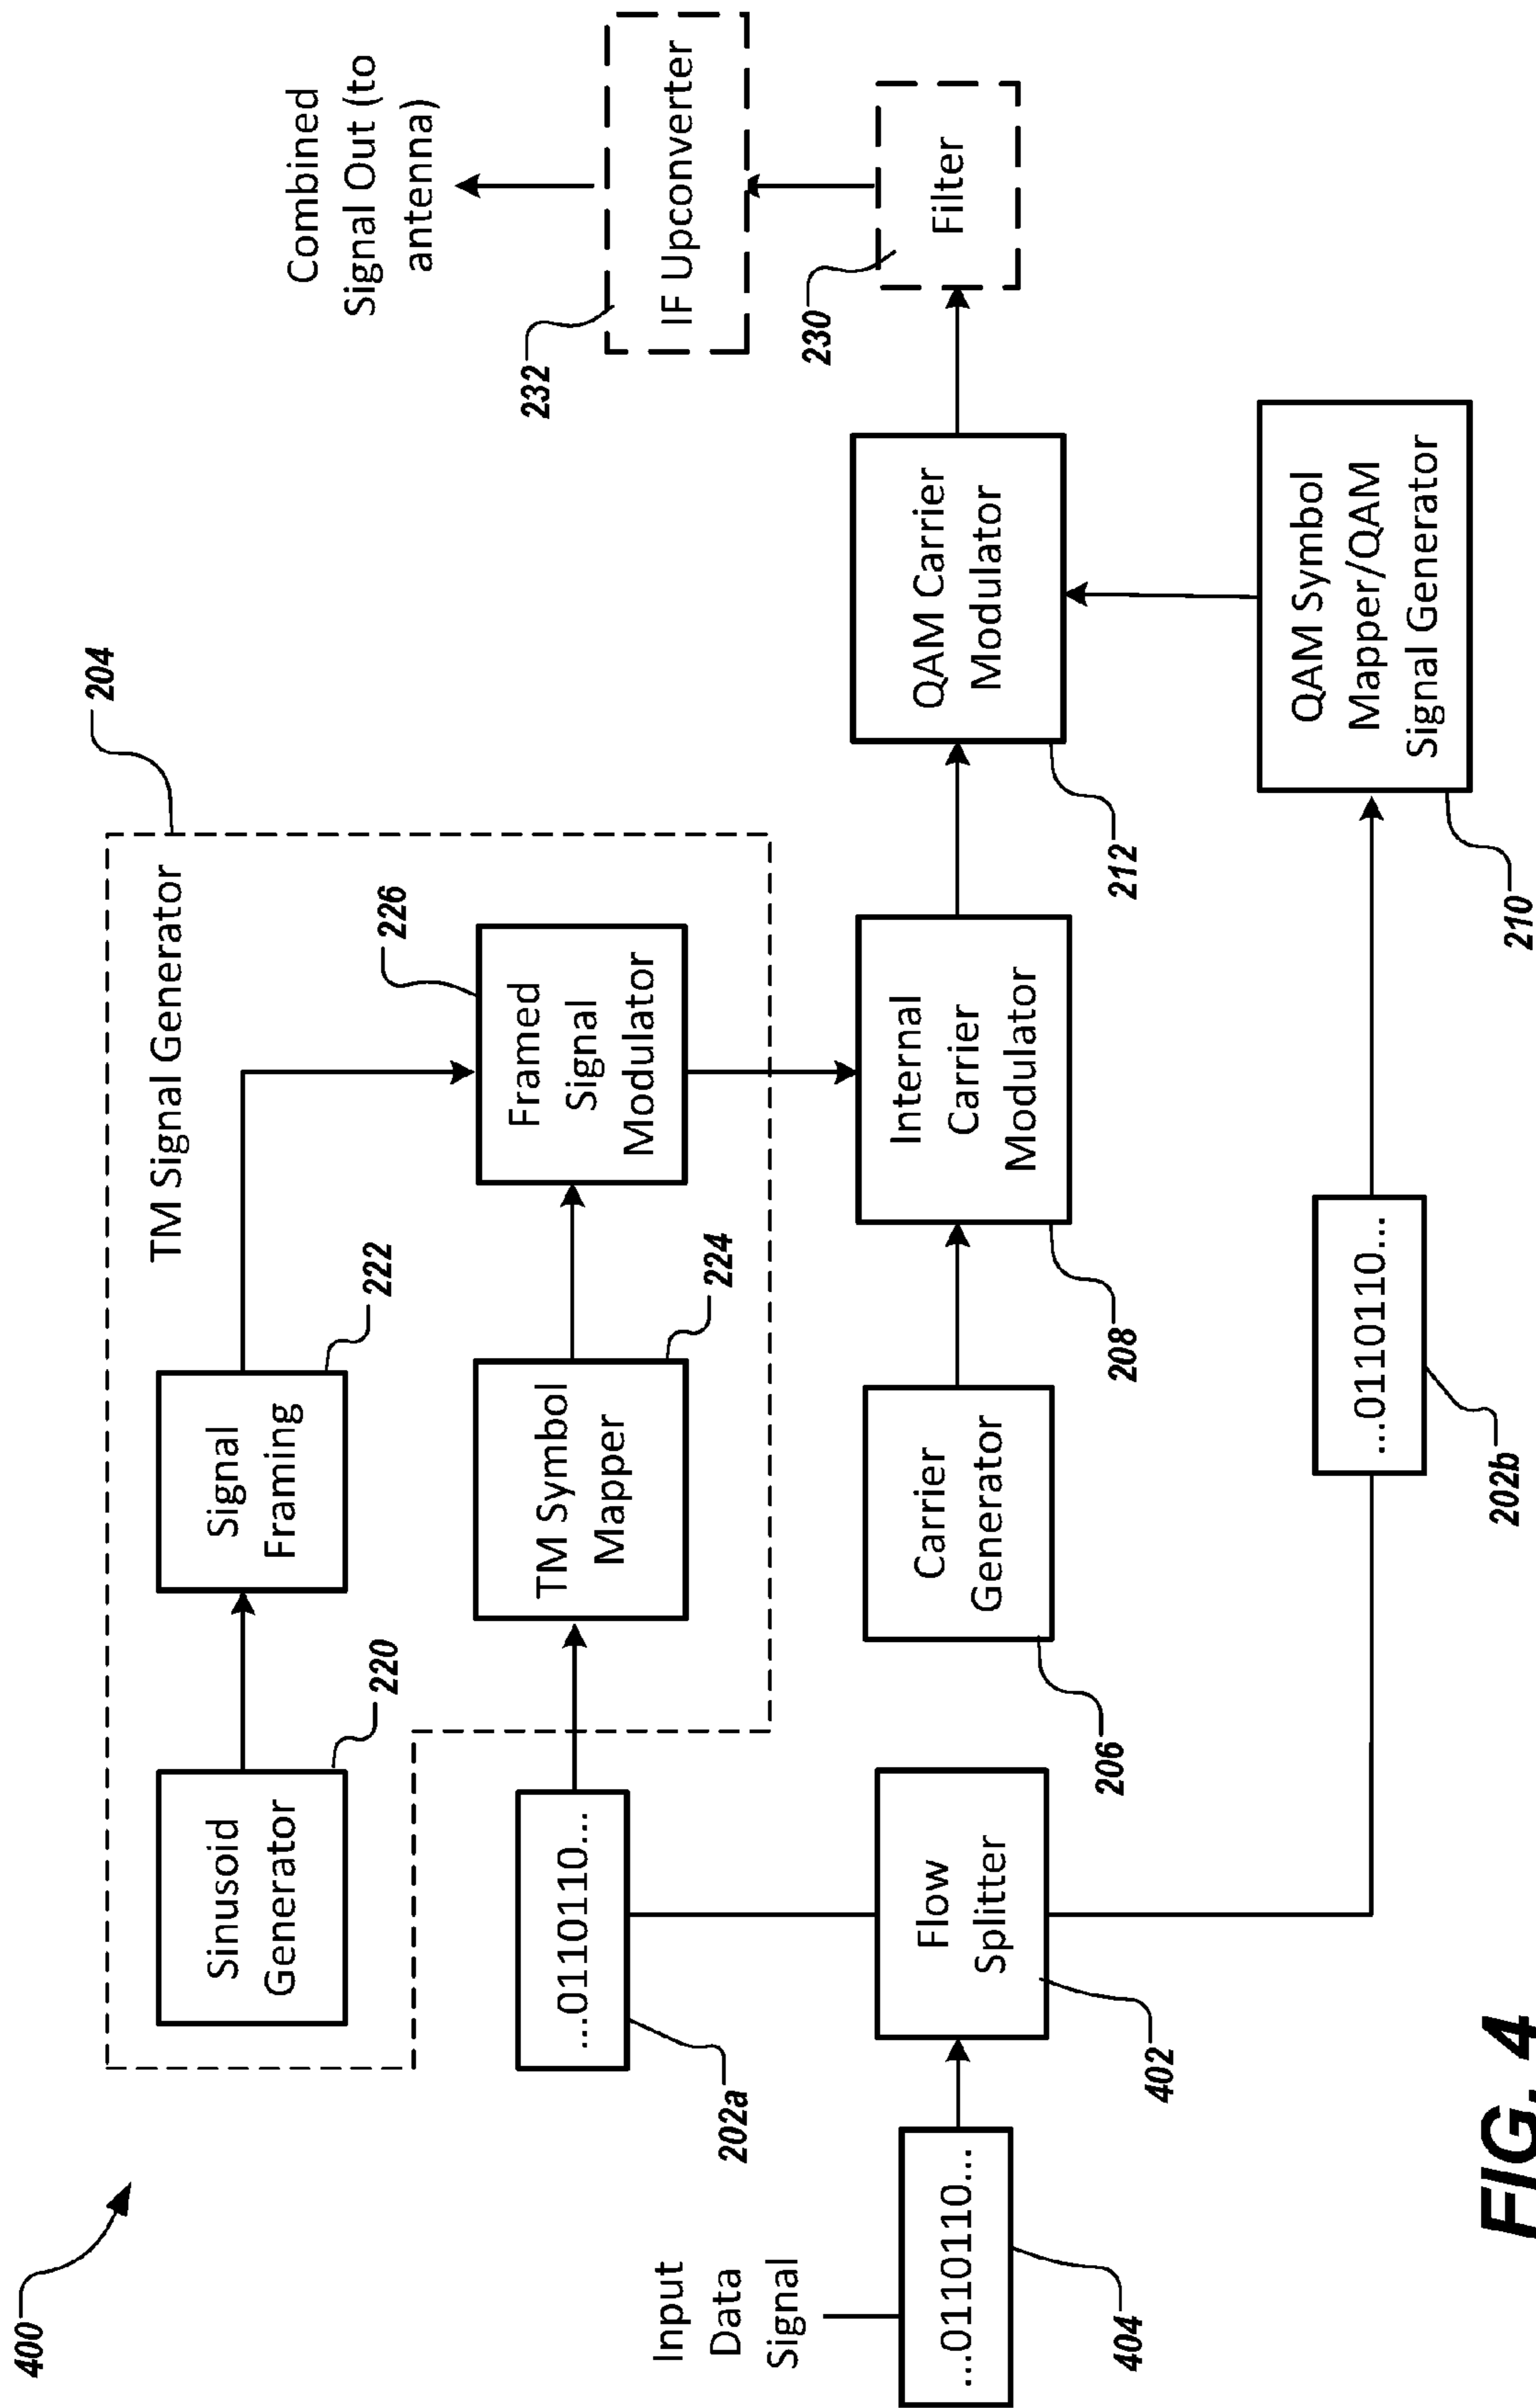 400
TM Signal Generator
204
Sinusoid
Generator
220
Signal
Framing
222
...0110110...
202a
TM Symbol
Mapper
224
Framed
Signal
Modulator
226
Combined
Signal Out (to
antenna)
IF Upconverter
232
Input
Data
Signal
...0110110...
404
Flow
Splitter
402
Carrier
Generator
206
Internal
Carrier
Modulator
208
QAM Carrier
Modulator
212
Filter
230
...0110110...
202b
QAM Symbol
Mapper/QAM
Signal Generator
210
FIG. 4